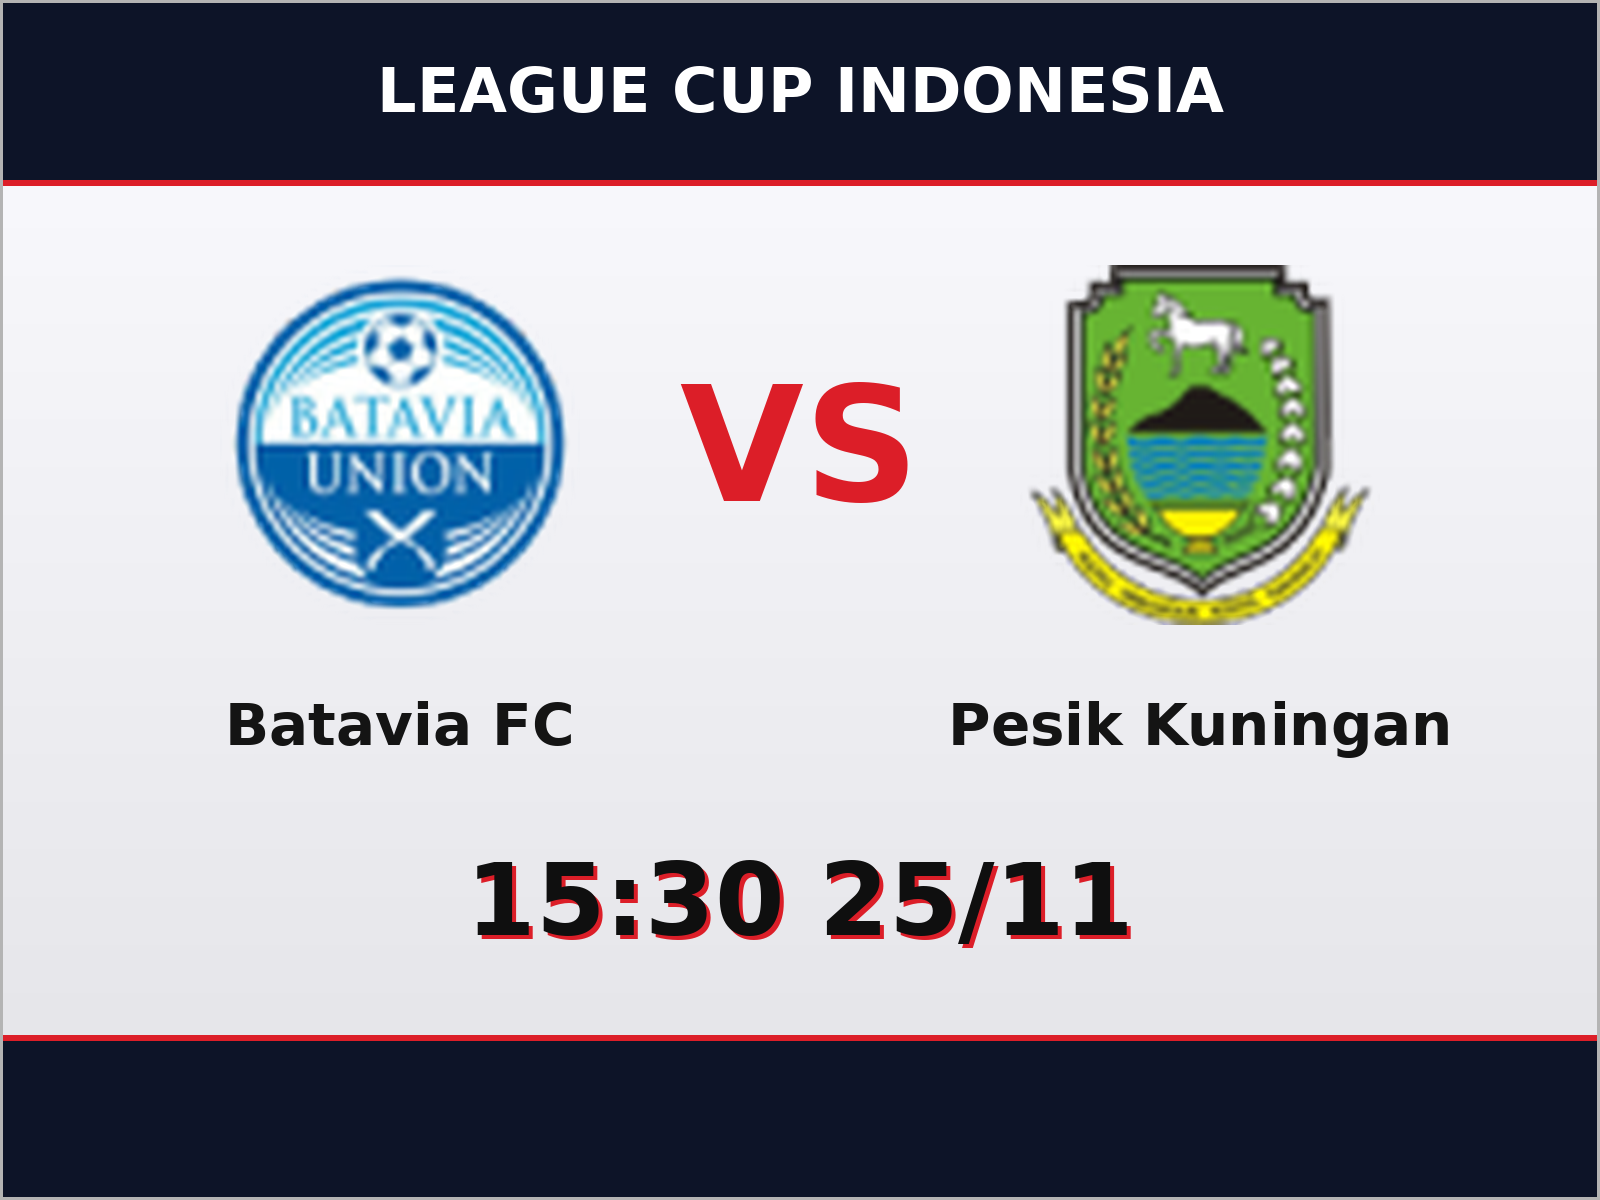 LEAGUE CUP INDONESIA
BATAVIA
UNION
VS
Batavia FC
Pesik Kuningan
15:30 25/11